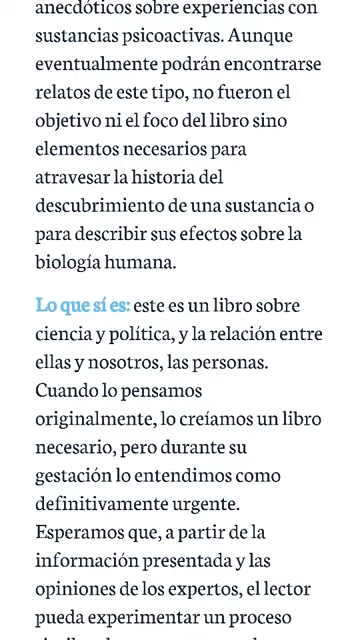 anecdóticos sobre experiencias con
sustancias psicoactivas. Aunque
eventualmente podrán encontrarse
relatos de este tipo, no fueron el
objetivo ni el foco del libro sino
elementos necesarios para
atravesar la historia del
descubrimiento de una sustancia o
para describir sus efectos sobre la
biología humana.
Lo que sí es: este es un libro sobre
ciencia y política, y la relación entre
ellas y nosotros, las personas.
Cuando lo pensamos
originalmente, lo creíamos un libro
necesario, pero durante su
gestación lo entendimos como
definitivamente urgente.
Esperamos que, a partir de la
información presentada y las
opiniones de los expertos, el lector
pueda experimentar un proceso